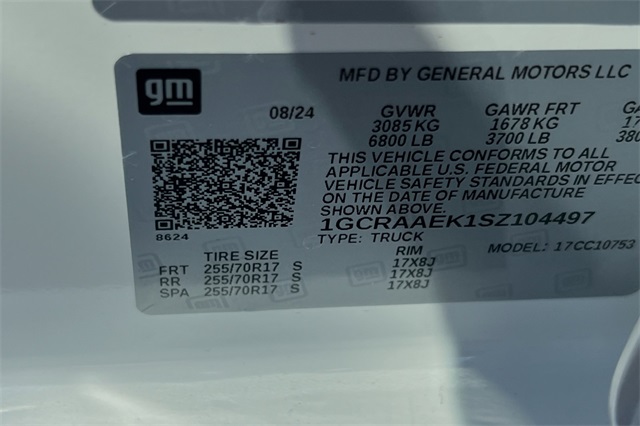 gm
MFD BY GENERAL MOTORS LLC
08/24
GVWR GAWR FRT
3085 KG 1678 KG
6800 LB 3700 LB
THIS VEHICLE CONFORMS TO ALL
APPLICABLE U.S. FEDERAL MOTOR
VEHICLE SAFETY STANDARDS IN EFFEC
ON THE DATE OF MANUFACTURE
SHOWN ABOVE
1GCRAAEK1SZ104497
8624
TYPE: TRUCK MODEL: 17CC10753
TIRE SIZE RIM
FRT 255/70R17 S 17X8J
RR 255/70R17 S 17X8J
SPA 255/70R17 S 17X8J